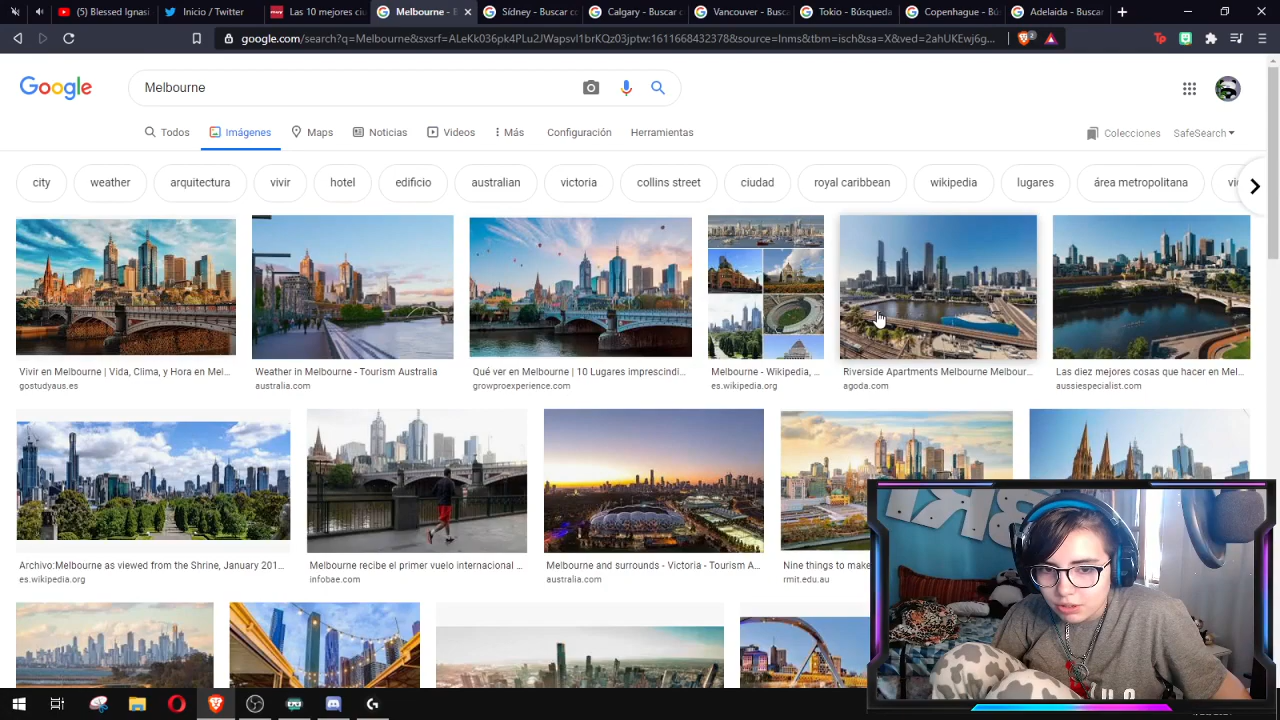 (5) Blessed Ignasi
Inicio / Twitter
Las 10 mejores ciu
Melbourne - B
Sídney - Buscar co
Calgary - Buscar c
Vancouver - Busca
Tokio - Búsqueda
Copenhague - Bús
Adelaida - Buscar
google.com/search?q=Melbourne&sxsrf=ALeKk036pk4PLu2JWapsvl1brKQz03jptw:1611668432378&source=lnms&tbm=isch&sa=X&ved=2ahUKEwj6g...
Google
Melbourne
Todos
Imágenes
Maps
Noticias
Videos
Más
Configuración
Herramientas
Colecciones
SafeSearch
city
weather
arquitectura
vivir
hotel
edificio
australian
victoria
collins street
ciudad
royal caribbean
wikipedia
lugares
área metropolitana
Vivir en Melbourne | Vida, Clima, y Hora en Mel...
gostudyaus.es
Weather in Melbourne - Tourism Australia
australia.com
Qué ver en Melbourne | 10 Lugares imprescindi...
growproexperience.com
Melbourne - Wikipedia, ...
es.wikipedia.org
Riverside Apartments Melbourne Melbour...
agoda.com
Las diez mejores cosas que hacer en Mel...
aussiespecialist.com
Archivo:Melbourne as viewed from the Shrine, January 201...
es.wikipedia.org
Melbourne recibe el primer vuelo internacional ...
infobae.com
Melbourne and surrounds - Victoria - Tourism A...
australia.com
Nine things to make
rmit.edu.au